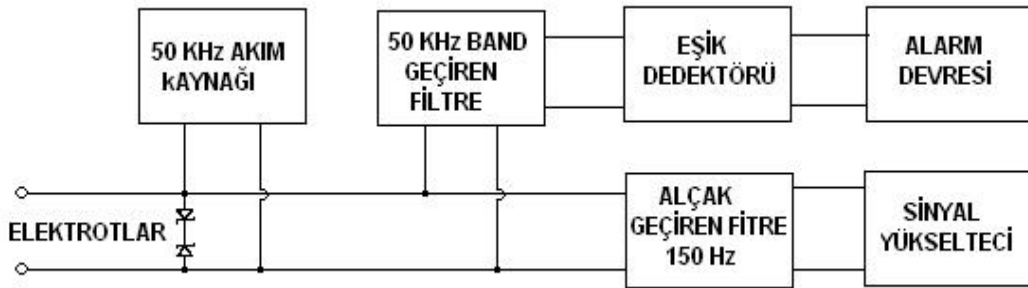 50 KHz AKIM
kAYNAĞI
50 KHz BAND
GEÇİREN
FİLTRE
EŞİK
DEDEKTÖRÜ
ALARM
DEVRESİ
ELEKTROTLAR
ALÇAK
GEÇİREN FİTRE
150 Hz
SİNYAL
YÜKSELTECİ